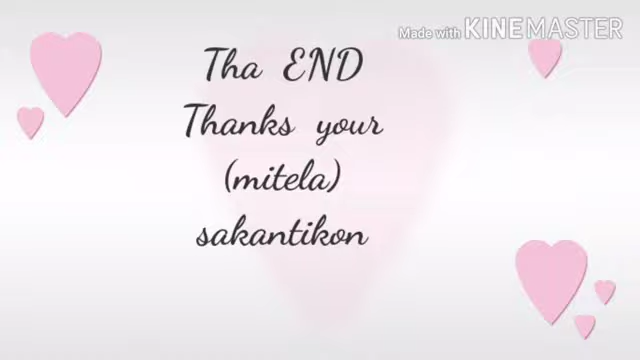 Made with KINEMASTER
Tha END
Thanks your
(mitela)
sakantikon